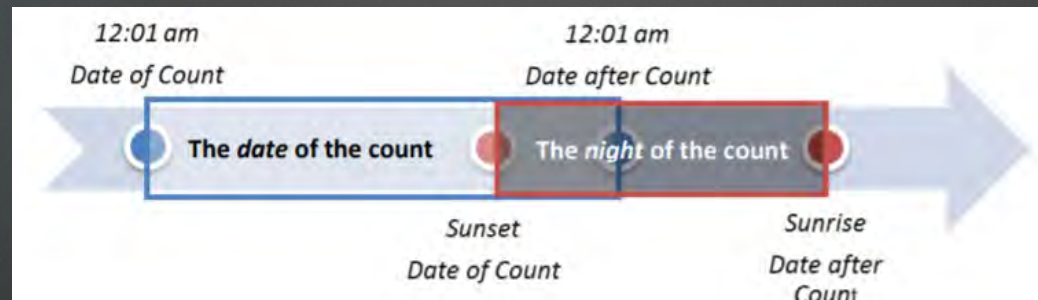 12:01 am
Date of Count
12:01 am
Date after Count
The date of the count
The night of the count
Sunset
Date of Count
Sunrise
Date after
Count